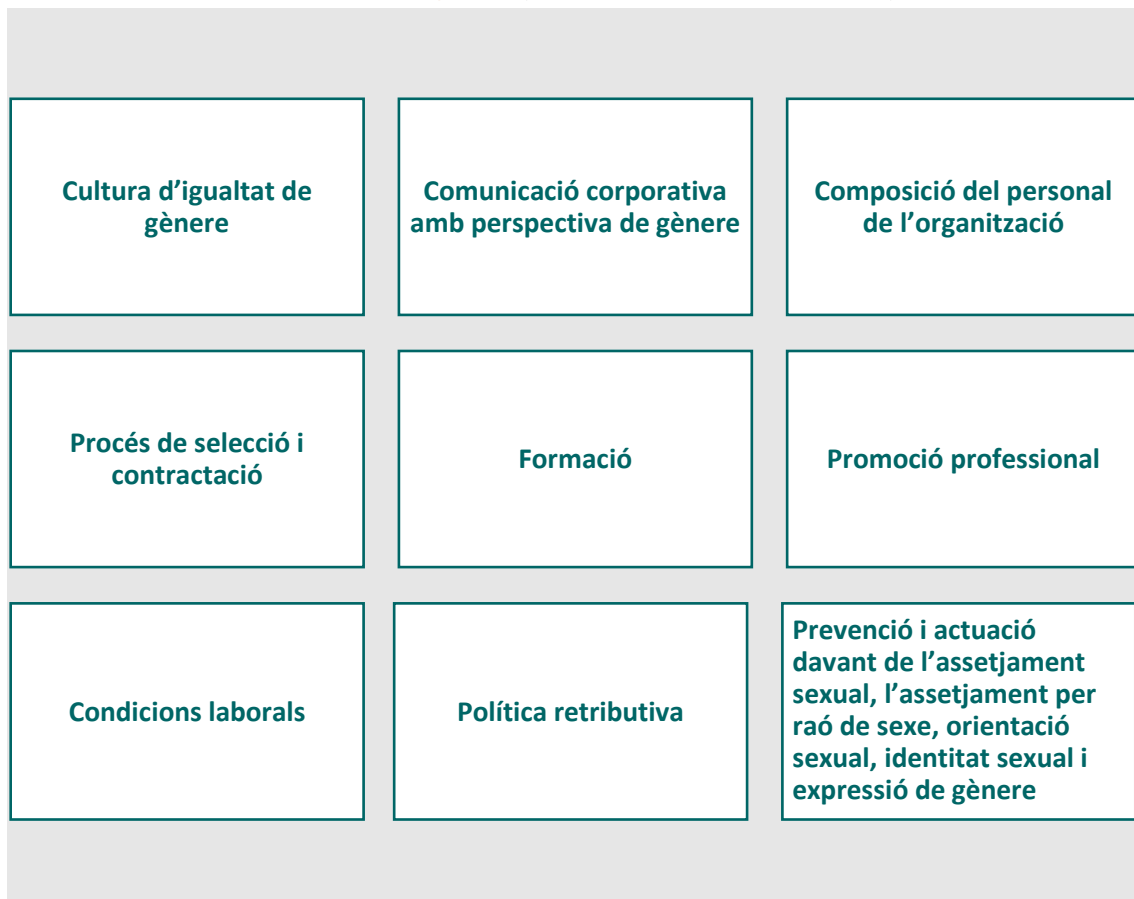 Cultura d’igualtat de
gènere
Comunicació corporativa
amb perspectiva de gènere
Composició del personal
de l’organització
Procés de selecció i
contractació
Formació
Promoció professional
Condicions laborals
Política retributiva
Prevenció i actuació
davant de l’assetjament
sexual, l’assetjament per
raó de sexe, orientació
sexual, identitat sexual i
expressió de gènere